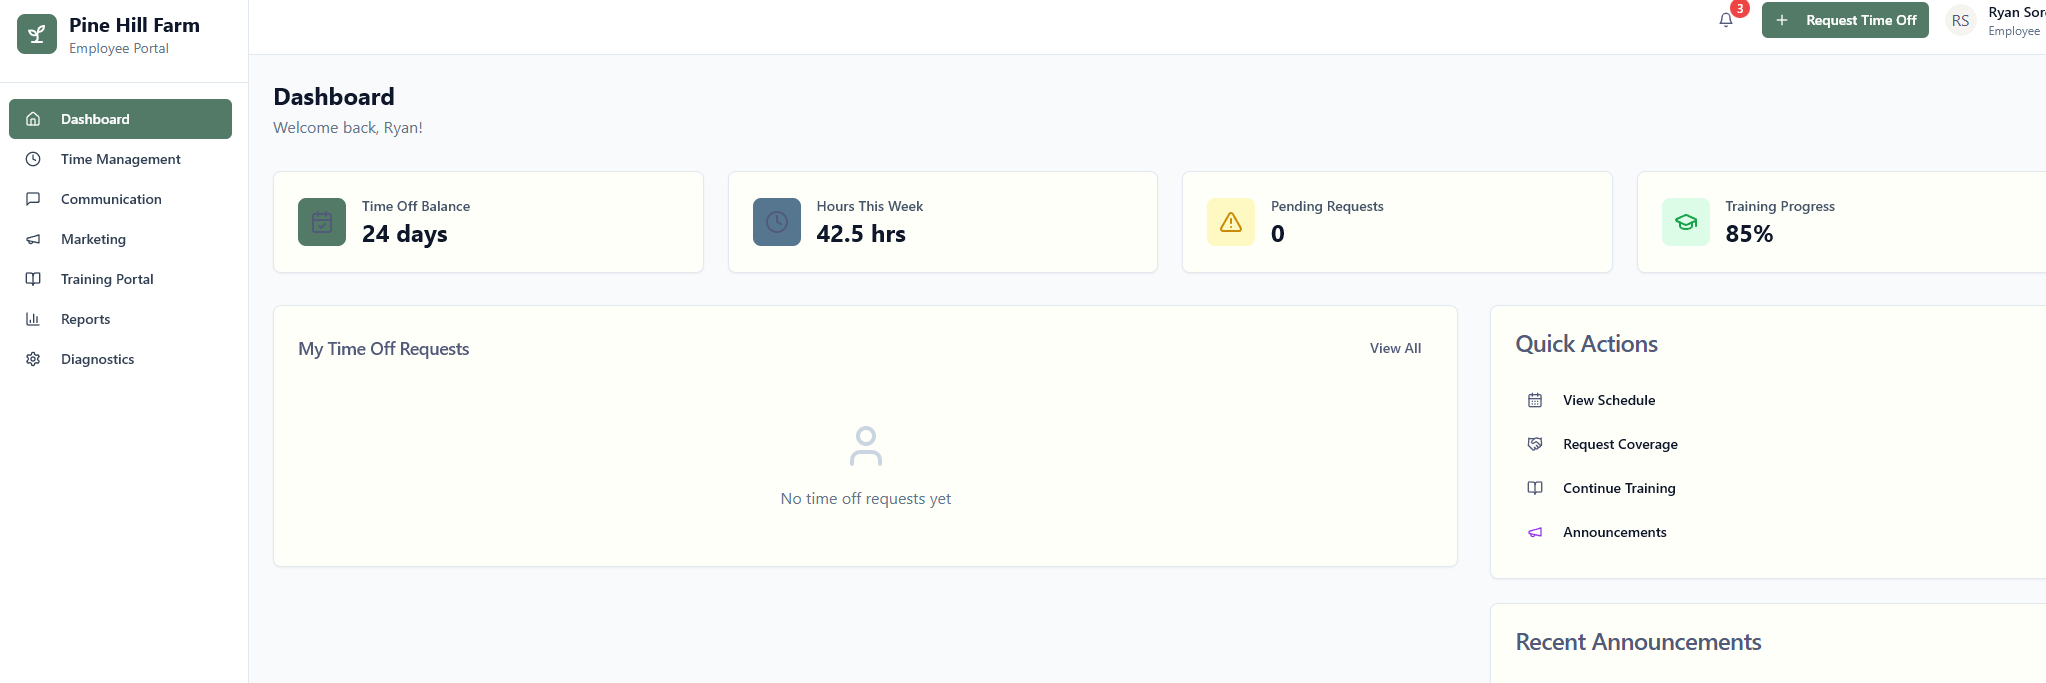 Pine Hill Farm
Employee Portal
3
Request Time Off
RS
Ryan
Employee
Dashboard
Time Management
Communication
Marketing
Training Portal
Reports
Diagnostics
Dashboard
Welcome back, Ryan!
Time Off Balance
24 days
Hours This Week
42.5 hrs
Pending Requests
0
Training Progress
85%
My Time Off Requests
View All
No time off requests yet
Quick Actions
View Schedule
Request Coverage
Continue Training
Announcements
Recent Announcements